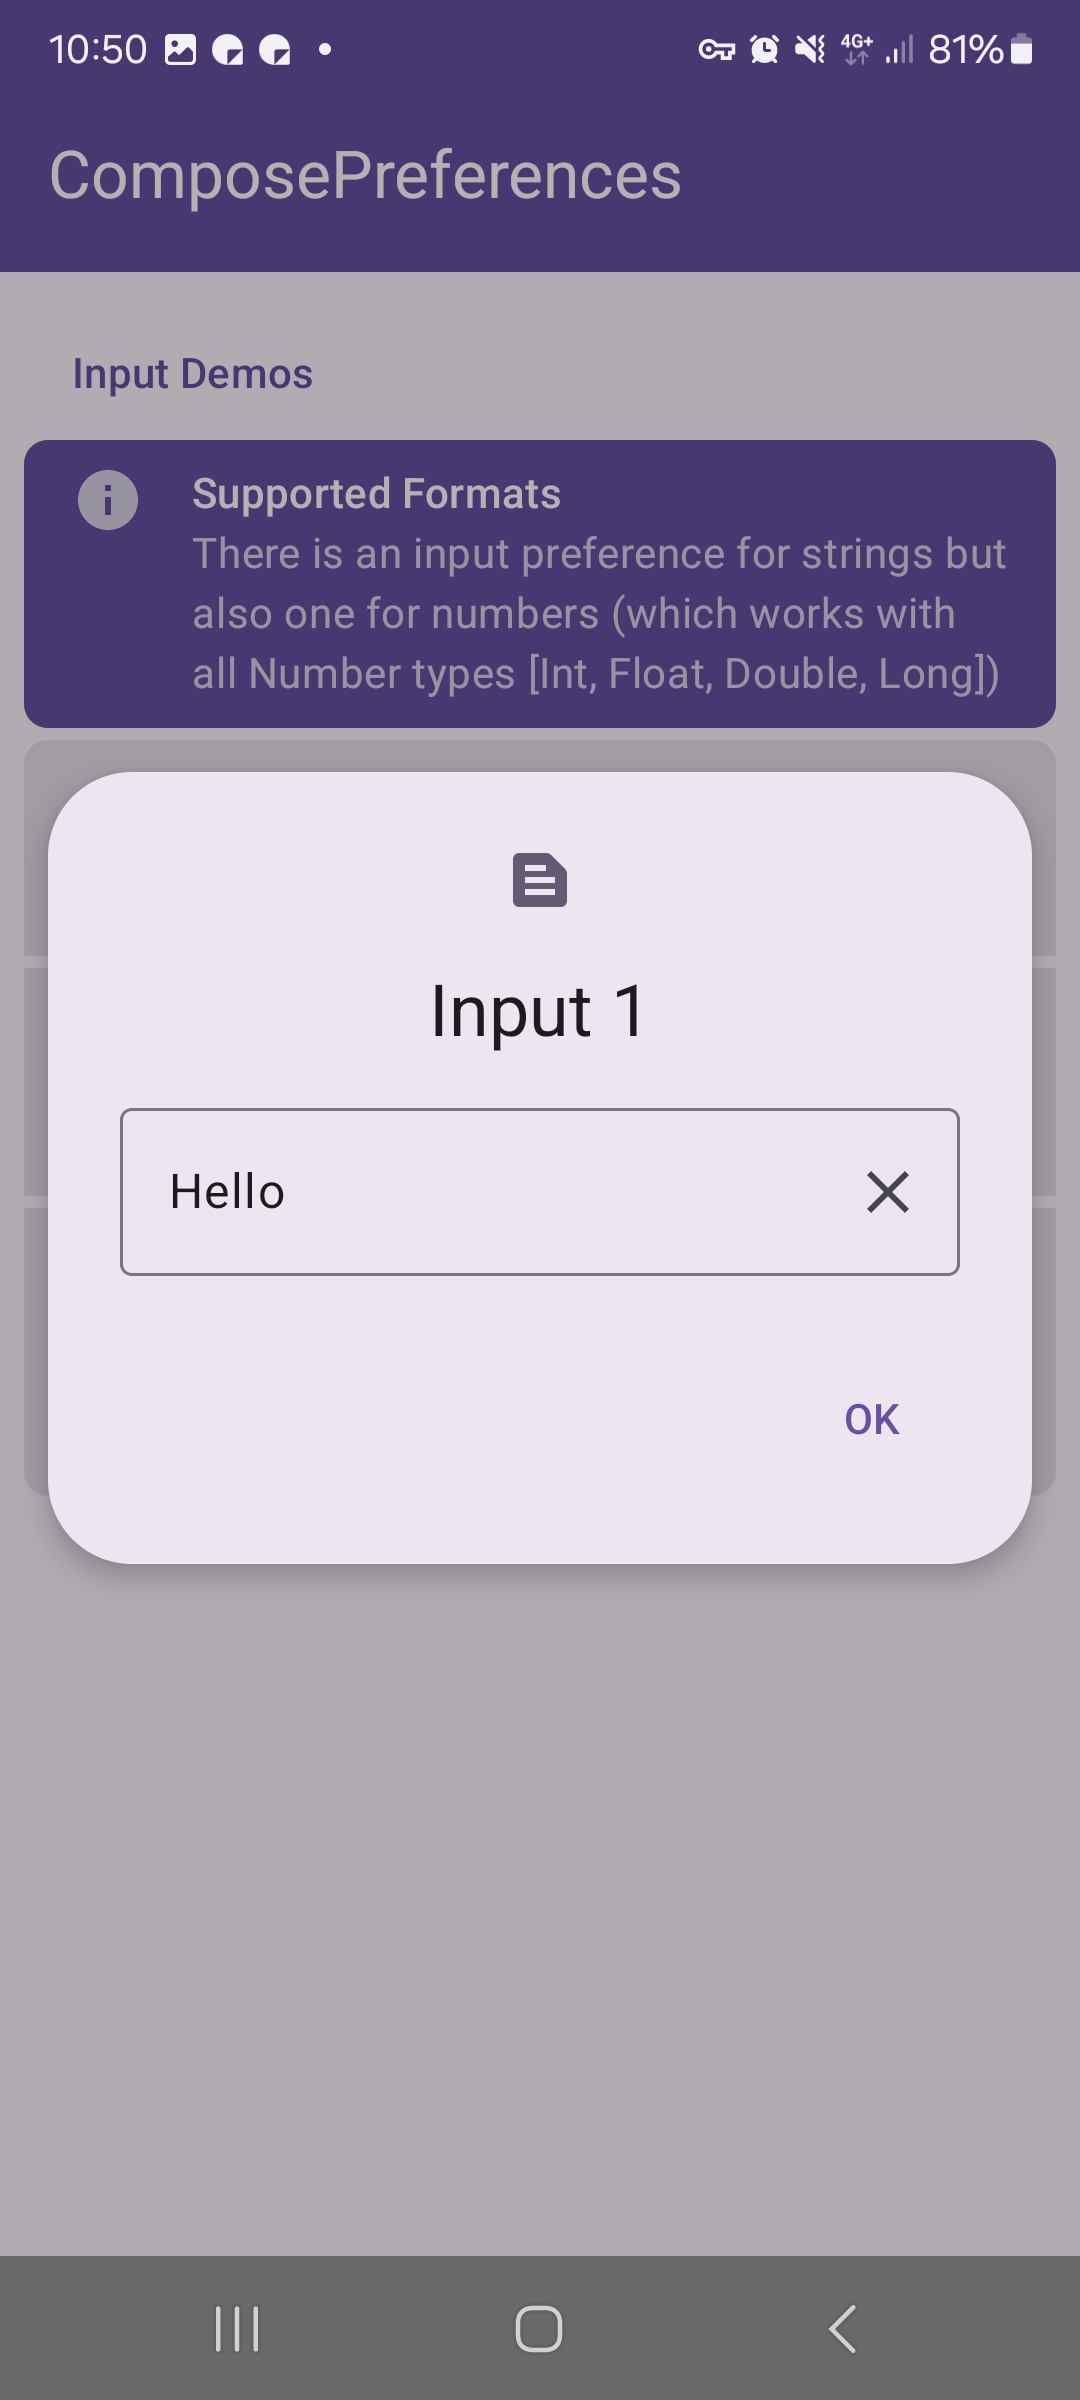 10:50
4G+
81%
ComposePreferences
Input Demos
Supported Formats
There is an input preference for strings but
also one for numbers (which works with
all Number types [Int, Float, Double, Long])
Input 1
Hello
OK